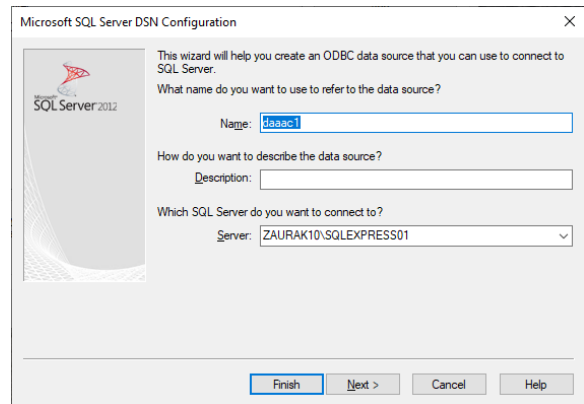 Microsoft SQL Server DSN Configuration
This wizard will help you create an ODBC data source that you can use to connect to
SQL Server.
What name do you want to use to refer to the data source?
Microsoft
SQL Server 2012
Name: daaac1
How do you want to describe the data source?
Description:
Which SQL Server do you want to connect to?
Server: ZAURAK10\SQLEXPRESS01
Finish Next > Cancel Help